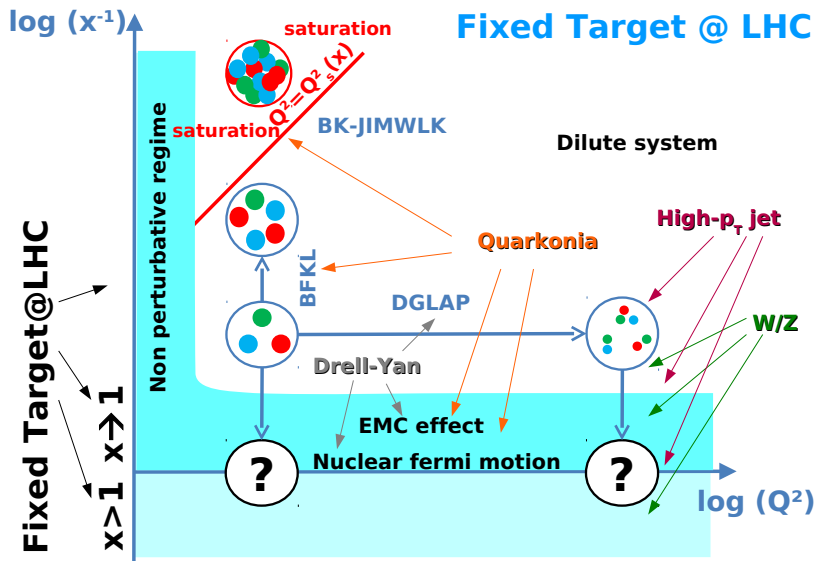 log (x⁻¹)
saturation
Fixed Target @ LHC
Q²=Q²ₛ(x)
saturation
BK-JIMWLK
Dilute system
Non perturbative regime
High-p_T jet
Quarkonia
BFKL
DGLAP
W/Z
Drell-Yan
Fixed Target@LHC
x→1
EMC effect
Nuclear fermi motion
?
?
x>1
log (Q²)